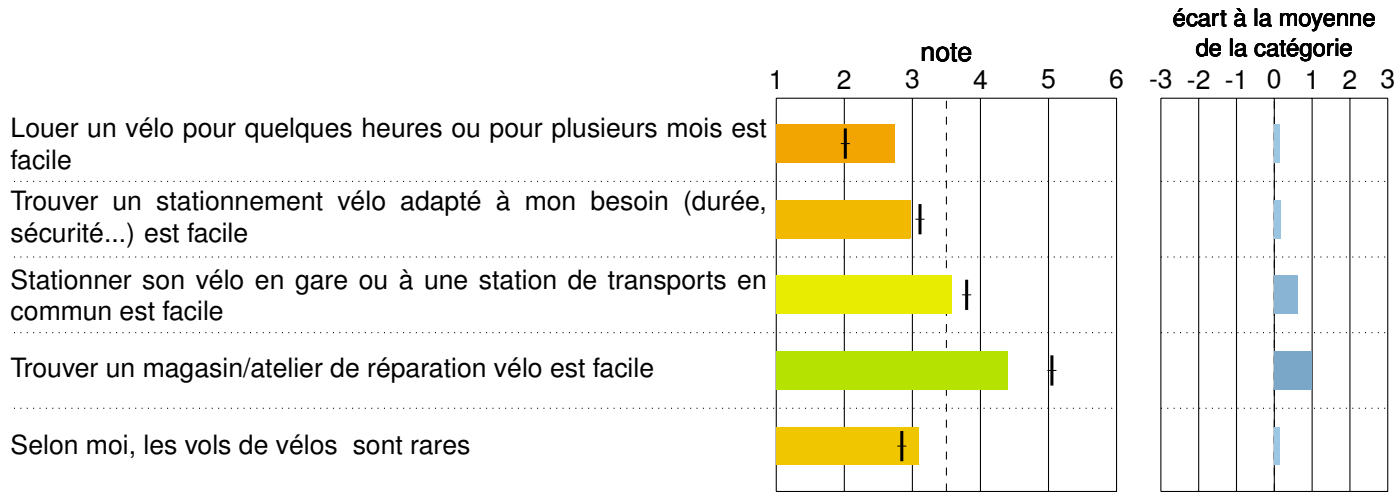 écart à la moyenne
de la catégorie
note
1 2 3 4 5 6
-3 -2 -1 0 1 2 3
Louer un vélo pour quelques heures ou pour plusieurs mois est
facile
Trouver un stationnement vélo adapté à mon besoin (durée,
sécurité...) est facile
Stationner son vélo en gare ou à une station de transports en
commun est facile
Trouver un magasin/atelier de réparation vélo est facile
Selon moi, les vols de vélos sont rares